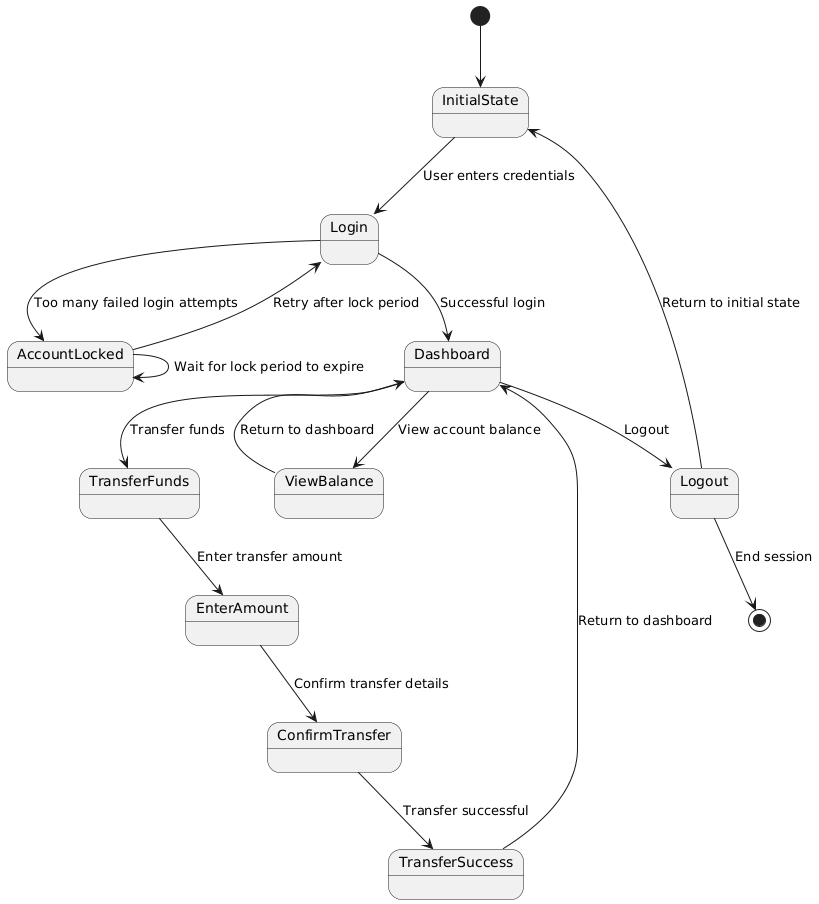 InitialState
User enters credentials
Login
Too many failed login attempts
Retry after lock period
Successful login
Return to initial state
AccountLocked
Wait for lock period to expire
Dashboard
Transfer funds
Return to dashboard
View account balance
Logout
TransferFunds
ViewBalance
Logout
Enter transfer amount
End session
EnterAmount
Return to dashboard
Confirm transfer details
ConfirmTransfer
Transfer successful
TransferSuccess